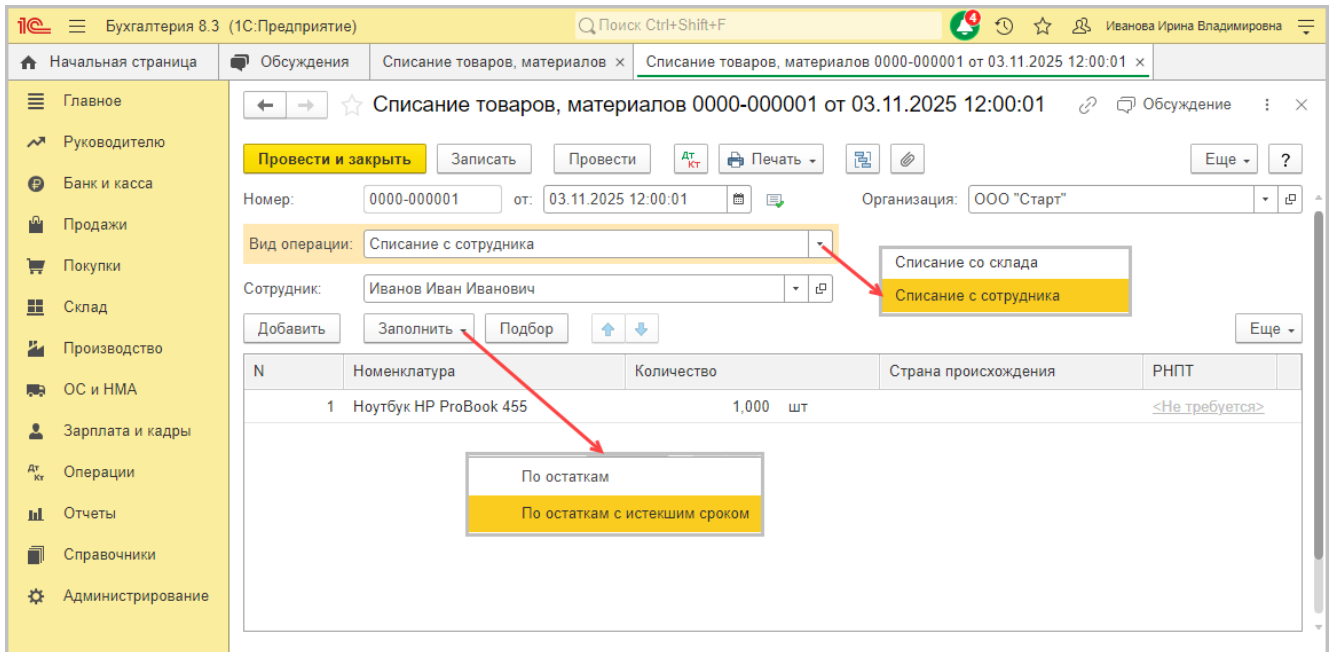 1С Бухгалтерия 8.3 (1С:Предприятие) Поиск Ctrl+Shift+F 4 Иванова Ирина Владимировна
Начальная страница Обсуждения Списание товаров, материалов × Списание товаров, материалов 0000-000001 от 03.11.2025 12:00:01 ×
Главное
Руководителю
Банк и касса
Продажи
Покупки
Склад
Производство
ОС и НМА
Зарплата и кадры
Дт Кт Операции
Отчеты
Справочники
Администрирование
Списание товаров, материалов 0000-000001 от 03.11.2025 12:00:01 Обсуждение
Провести и закрыть Записать Провести Дт Кт Печать Еще ?
Номер: 0000-000001 от: 03.11.2025 12:00:01 Организация: ООО "Старт"
Вид операции: Списание с сотрудника
Списание со склада
Списание с сотрудника
Сотрудник: Иванов Иван Иванович
Добавить Заполнить Подбор Еще
N Номенклатура Количество Страна происхождения РНПТ
1 Ноутбук HP ProBook 455 1,000 шт <Не требуется>
По остаткам
По остаткам с истекшим сроком